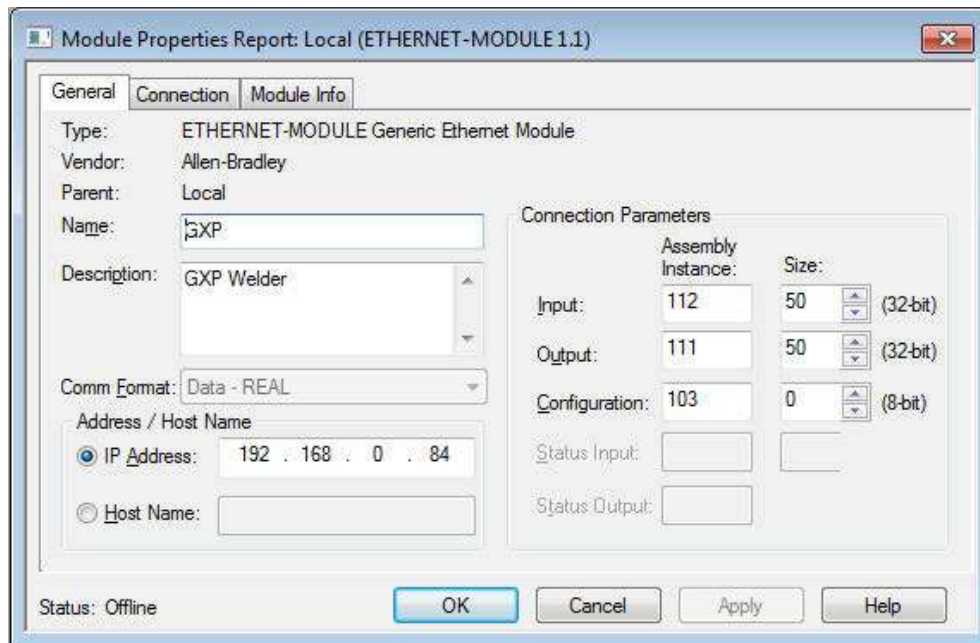 Module Properties Report: Local (ETHERNET-MODULE 1.1)
General Connection Module Info
Type: ETHERNET-MODULE Generic Ethernet Module
Vendor: Allen-Bradley
Parent: Local
Name: GXP
Description: GXP Welder
Comm Format: Data - REAL
Address / Host Name
IP Address: 192 . 168 . 0 . 84
Host Name:
Connection Parameters
Assembly Instance: Size:
Input: 112 50 (32-bit)
Output: 111 50 (32-bit)
Configuration: 103 0 (8-bit)
Status Input:
Status Output:
Status: Offline
OK Cancel Apply Help